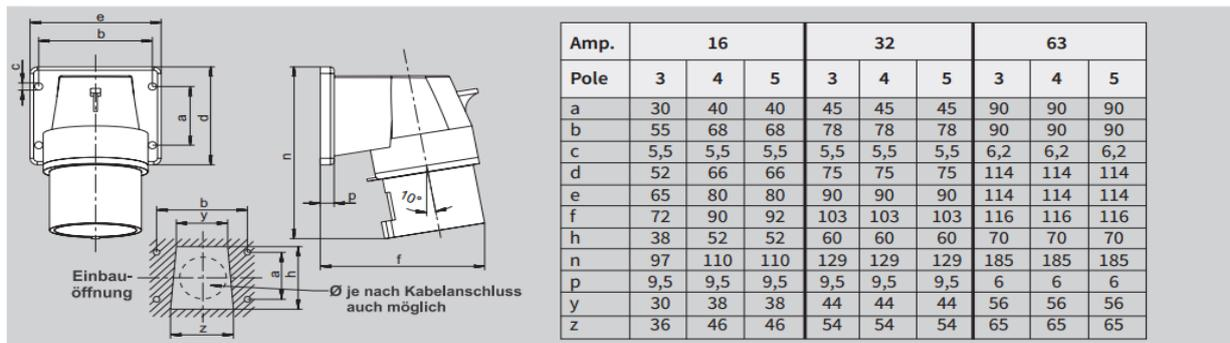 e
b
c
a
d
n
p
10°
f
b
y
a
h
z
Einbau-
öffnung
Ø je nach Kabelanschluss
auch möglich
Amp. 16 32 63
Pole 3 4 5 3 4 5 3 4 5
a 30 40 40 45 45 45 90 90 90
b 55 68 68 78 78 78 90 90 90
c 5,5 5,5 5,5 5,5 5,5 5,5 6,2 6,2 6,2
d 52 66 66 75 75 75 114 114 114
e 65 80 80 90 90 90 114 114 114
f 72 90 92 103 103 103 116 116 116
h 38 52 52 60 60 60 70 70 70
n 97 110 110 129 129 129 185 185 185
p 9,5 9,5 9,5 9,5 9,5 9,5 6 6 6
y 30 38 38 44 44 44 56 56 56
z 36 46 46 54 54 54 65 65 65